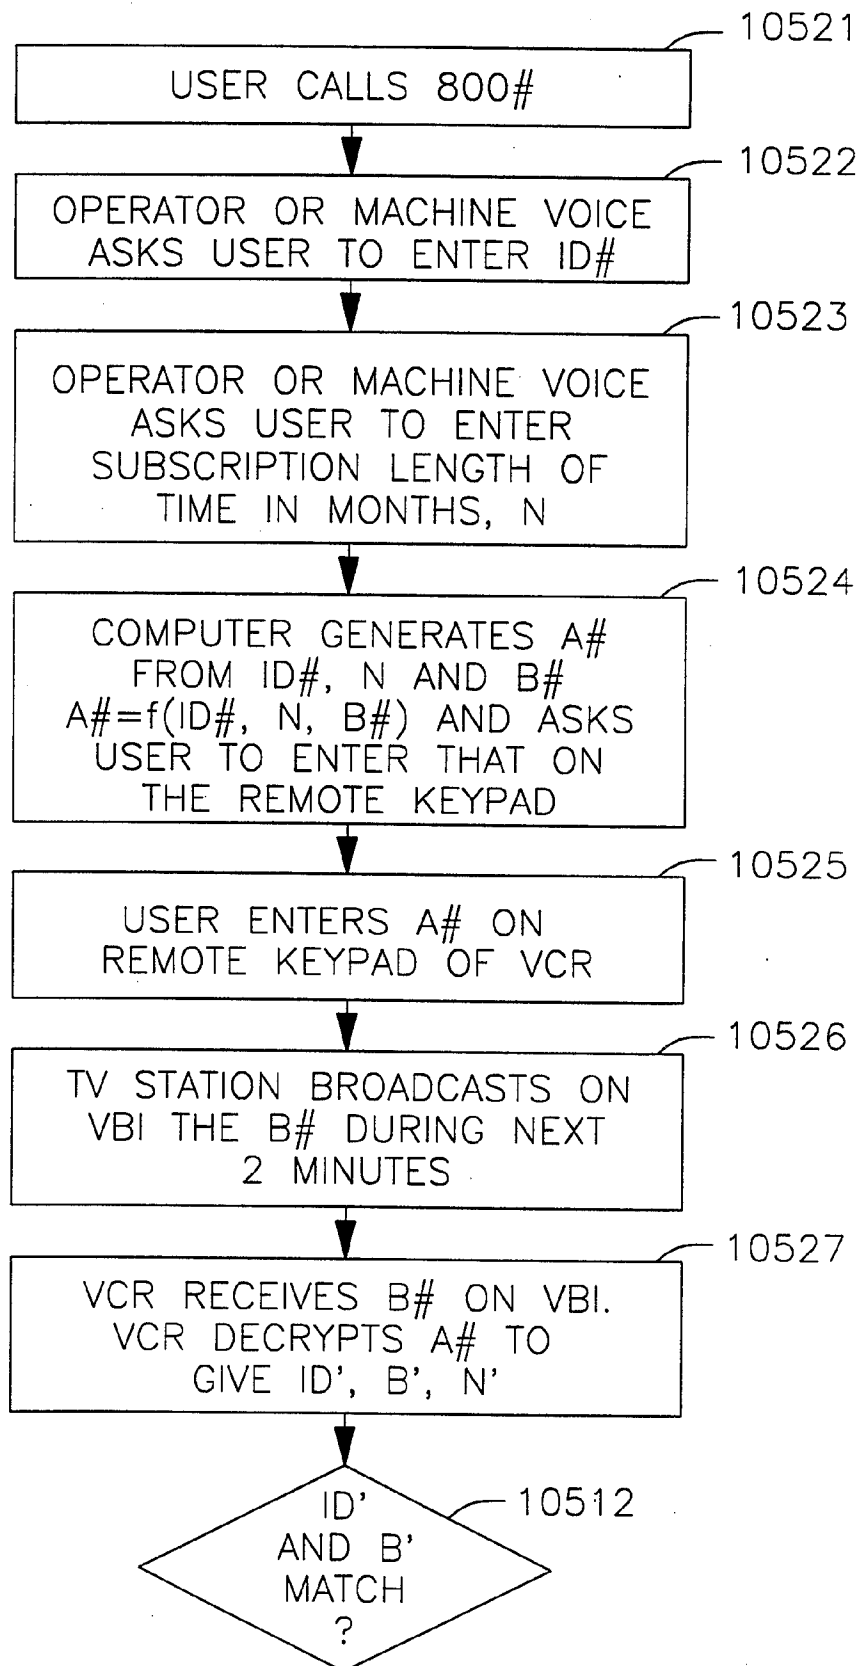 10521
USER CALLS 800#
10522
OPERATOR OR MACHINE VOICE
ASKS USER TO ENTER ID#
10523
OPERATOR OR MACHINE VOICE
ASKS USER TO ENTER
SUBSCRIPTION LENGTH OF
TIME IN MONTHS, N
10524
COMPUTER GENERATES A#
FROM ID#, N AND B#
A#=f(ID#, N, B#) AND ASKS
USER TO ENTER THAT ON
THE REMOTE KEYPAD
10525
USER ENTERS A# ON
REMOTE KEYPAD OF VCR
10526
TV STATION BROADCASTS ON
VBI THE B# DURING NEXT
2 MINUTES
10527
VCR RECEIVES B# ON VBI.
VCR DECRYPTS A# TO
GIVE ID', B', N'
10512
ID'
AND B'
MATCH
?